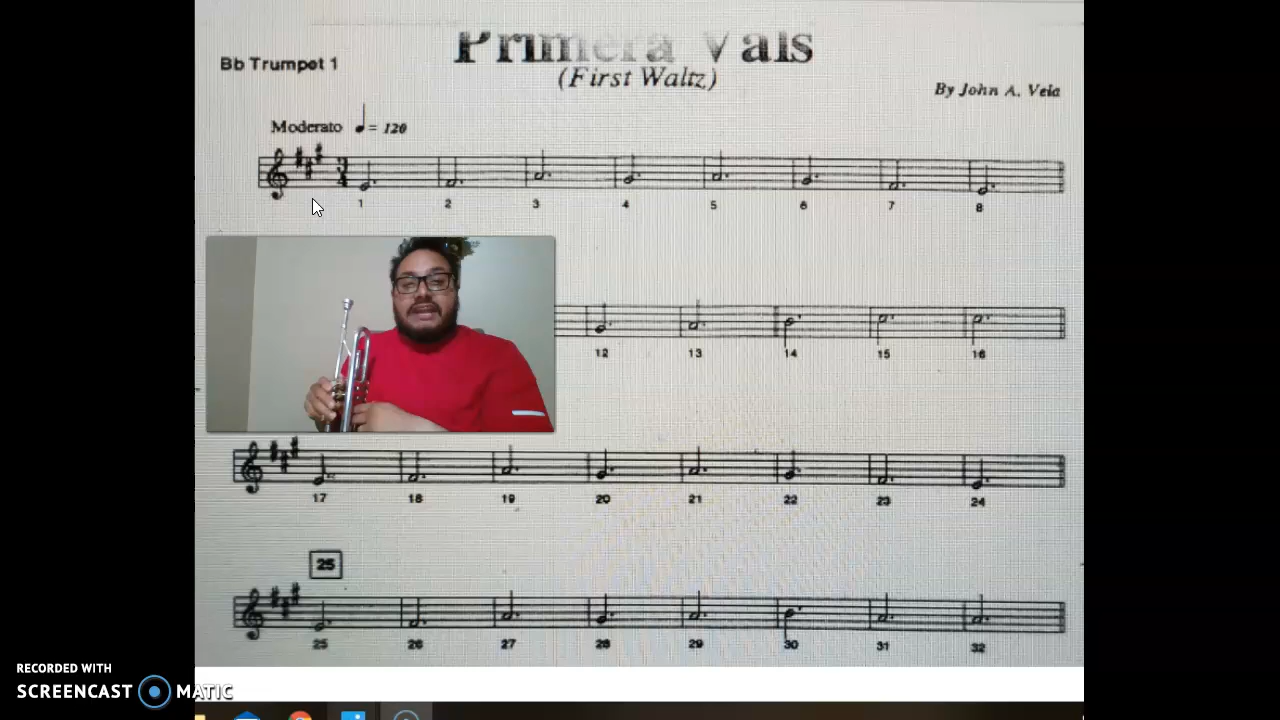 Primera Vals
(First Waltz)
Bb Trumpet 1
By John A. Vela
Moderato = 120
3
4
1 2 3 4 5 6 7 8
12 13 14 15 16
17 18 19 20 21 22 23 24
25
25 26 27 28 29 30 31 32
RECORDED WITH
SCREENCAST MATIC